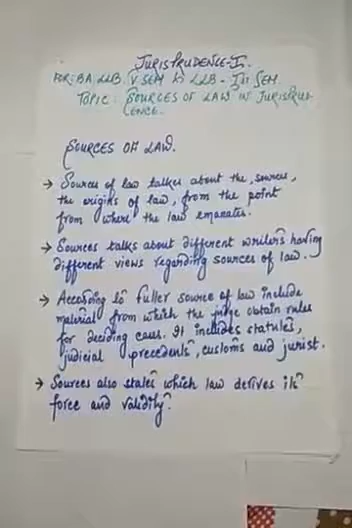 JURISPRUDENCE-I.
FOR: BA LLB V SEM & LLB - I SEM.
TOPIC: SOURCES OF LAW IN JURISPRUD-
ENCE.
SOURCES OF LAW.
→ Sources of law talks about the, sources,
the origins of law, from the point
from where the law emanates.
→ Sources talks about different writers having
different views regarding sources of law.
→ According to fuller source of law include
material from which the judge obtain rules
for deciding cases. It includes statutes,
judicial precedents, customs and jurist.
→ Sources also states which law derives its
force and validity.